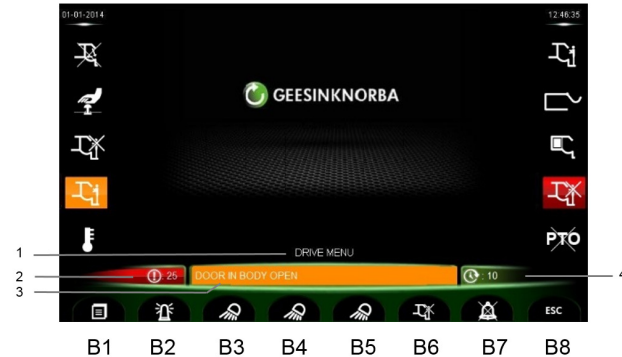 01-01-2014
12:46:35
GEESINKNORBA
PTO
1
DRIVE MENU
2
25
DOOR IN BODY OPEN
: 10
4
3
ESC
B1
B2
B3
B4
B5
B6
B7
B8